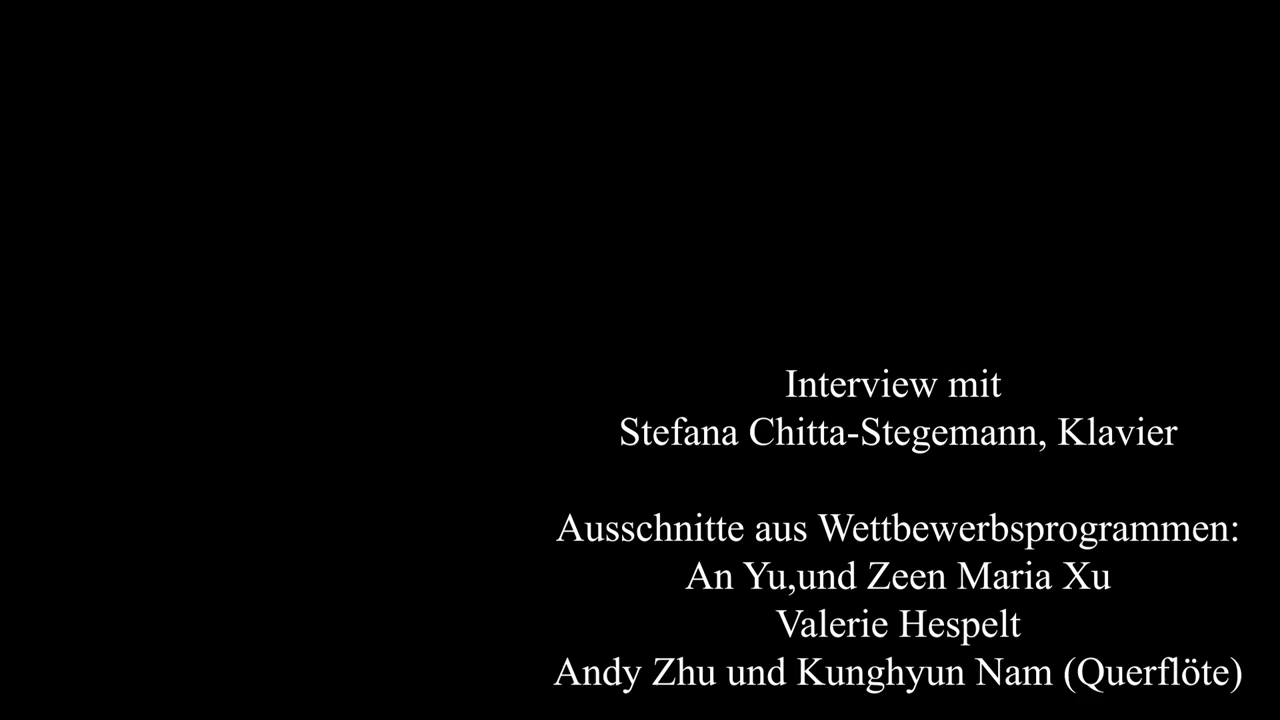 Interview mit
Stefana Chitta-Stegemann, Klavier
Ausschnitte aus Wettbewerbsprogrammen:
An Yu,und Zeen Maria Xu
Valerie Hespelt
Andy Zhu und Kunghyun Nam (Querflöte)